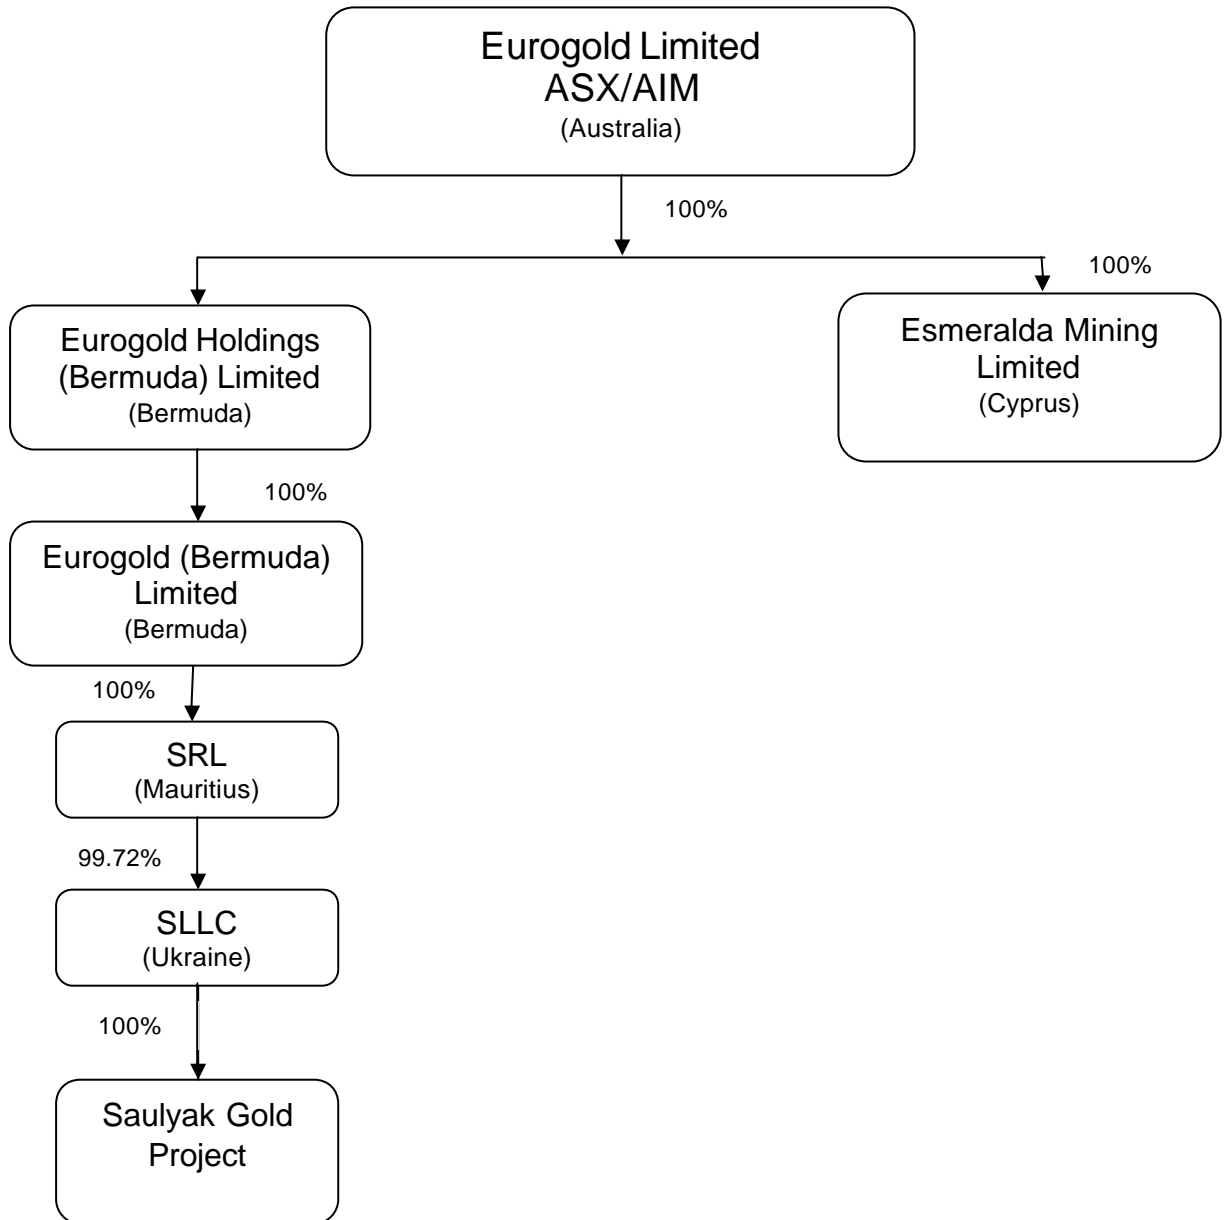 Eurogold Limited
ASX/AIM
(Australia)
100%
100%
Eurogold Holdings
(Bermuda) Limited
(Bermuda)
Esmeralda Mining
Limited
(Cyprus)
100%
Eurogold (Bermuda)
Limited
(Bermuda)
100%
SRL
(Mauritius)
99.72%
SLLC
(Ukraine)
100%
Saulyak Gold
Project